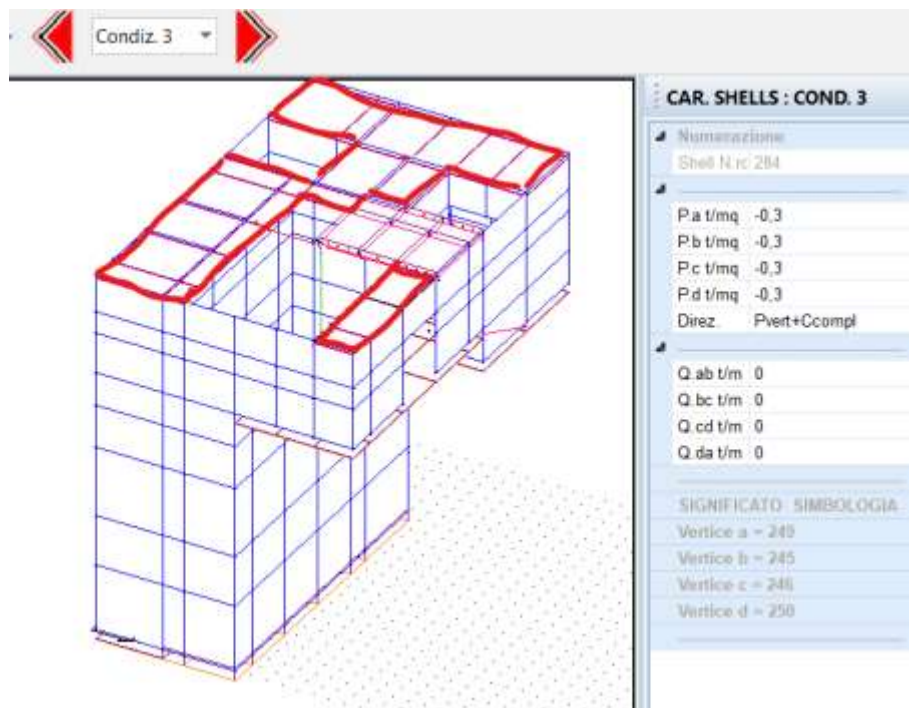 Condiz. 3
CAR. SHELLS : COND. 3
Numerazione
Shell N.rc 284
P.a t/mq -0,3
P.b t/mq -0,3
P.c t/mq -0,3
P.d t/mq -0,3
Direz. Pvert+Ccompl
Q.ab t/m 0
Q.bc t/m 0
Q.cd t/m 0
Q.da t/m 0
SIGNIFICATO SIMBOLOGIA
Vertice a = 249
Vertice b = 245
Vertice c = 246
Vertice d = 250